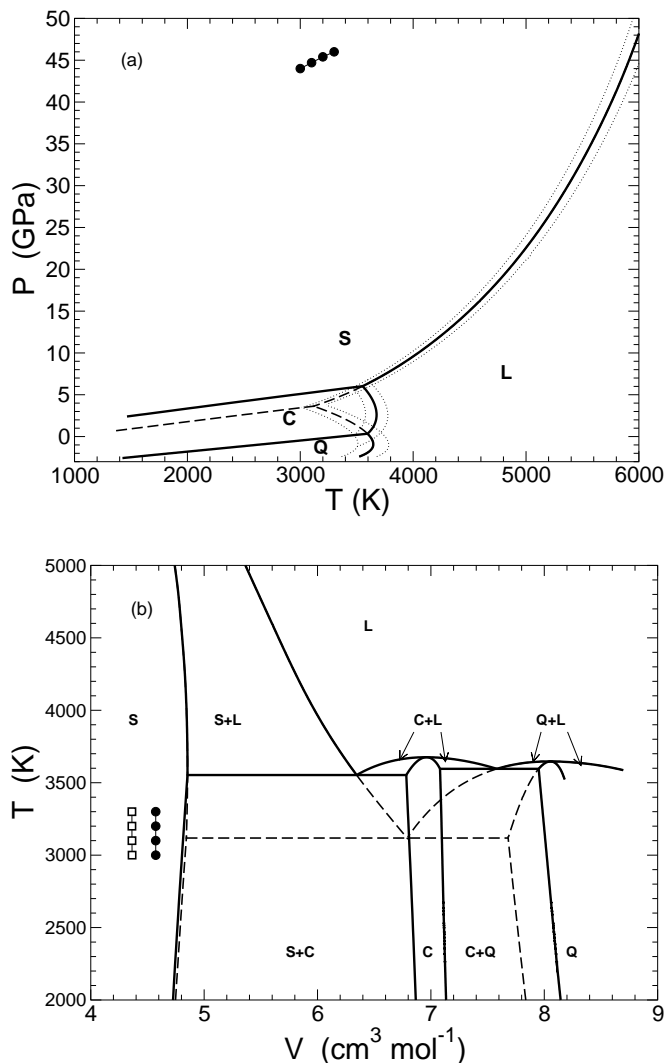 50
45
(a)
40
35
30
25
P (GPa)
20
15
S
10
L
5
C
0
Q
1000 2000 3000 4000 5000 6000
T (K)
5000
(b)
L
4500
4000
S S+L C+L Q+L
T (K)
3500
3000
2500
S+C C C+Q Q
2000
4 5 6 7 8 9
V (cm³ mol⁻¹)